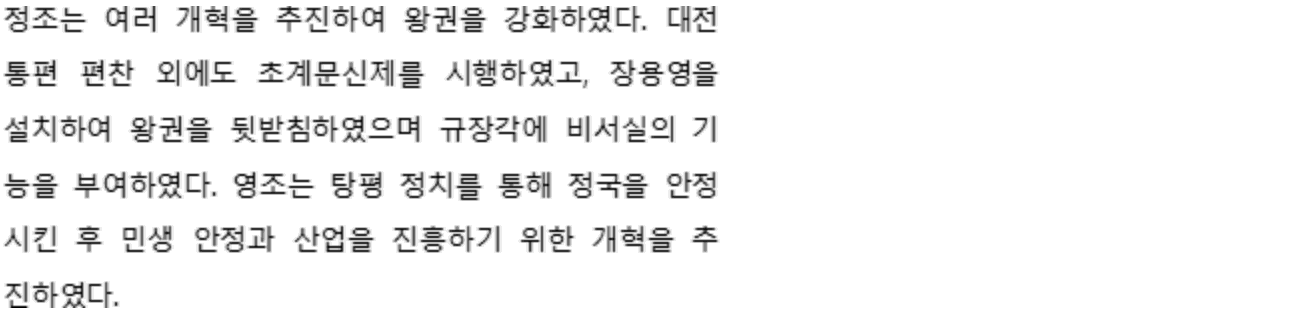 정조는 여러 개혁을 추진하여 왕권을 강화하였다. 대전
통편 편찬 외에도 초계문신제를 시행하였고, 장용영을
설치하여 왕권을 뒷받침하였으며 규장각에 비서실의 기
능을 부여하였다. 영조는 탕평 정치를 통해 정국을 안정
시킨 후 민생 안정과 산업을 진흥하기 위한 개혁을 추
진하였다.